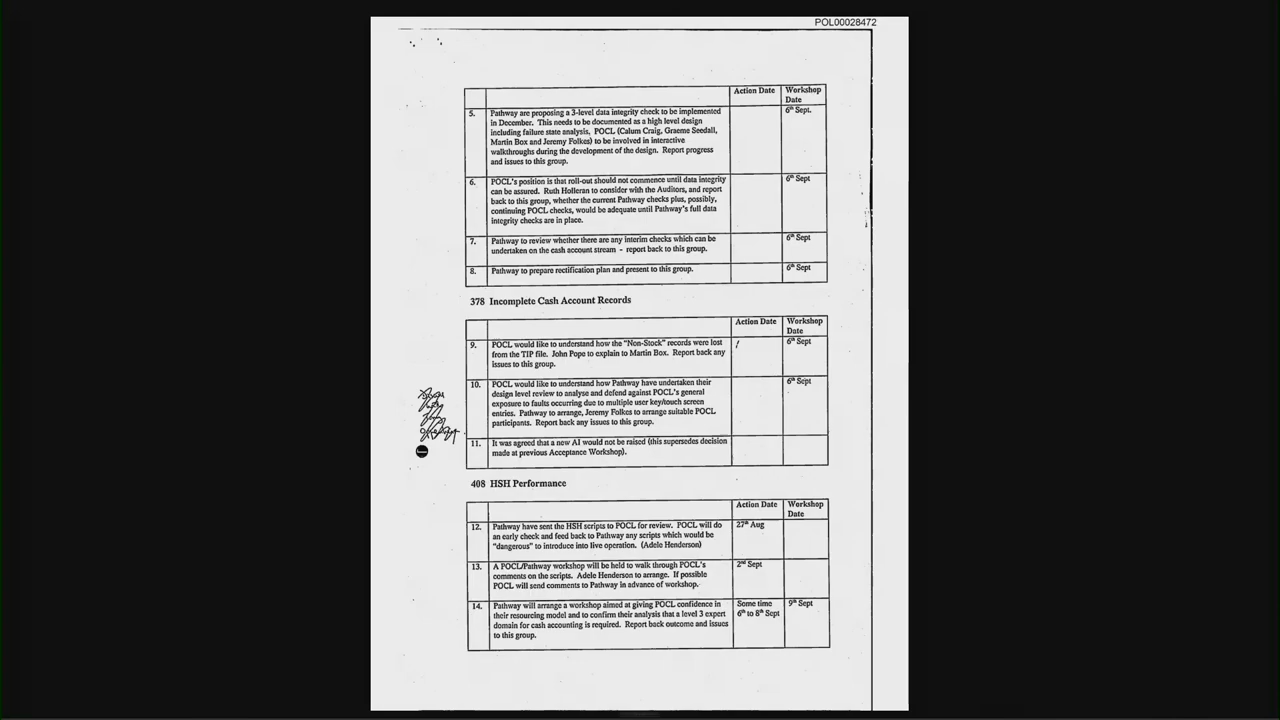 POL00028472
Action Date Workshop
Date
5. Pathway are proposing a 3-level data integrity check to be implemented 6th Sept.
in December. This needs to be documented as a high level design
including failure state analysis, POCL (Calum Craig, Graeme Seedall,
Martin Box and Jeremy Folkes) to be involved in interactive
walkthroughs during the development of the design. Report progress
and issues to this group.
6. POCL's position is that roll-out should not commence until data integrity 6th Sept
can be assured. Ruth Holleran to consider with the Auditors, and report
back to this group, whether the current Pathway checks plus, possibly,
continuing POCL checks, would be adequate until Pathway's full data
integrity checks are in place.
7. Pathway to review whether there are any interim checks which can be 6th Sept
undertaken on the cash account stream - report back to this group.
8. Pathway to prepare rectification plan and present to this group. 6th Sept
378 Incomplete Cash Account Records
Action Date Workshop
Date
9. POCL would like to understand how the "Non-Stock" records were lost 6th Sept
from the TIP file. John Pope to explain to Martin Box. Report back any
issues to this group.
10. POCL would like to understand how Pathway have undertaken their 6th Sept
design level review to analyse and defend against POCL's general
exposure to faults occurring due to multiple user key/touch screen
entries. Pathway to arrange, Jeremy Folkes to arrange suitable POCL
participants. Report back any issues to this group.
11. It was agreed that a new AI would not be raised (this supersedes decision
made at previous Acceptance Workshop).
408 HSH Performance
Action Date Workshop
Date
12. Pathway have sent the HSH scripts to POCL for review. POCL will do 27th Aug
an early check and feed back to Pathway any scripts which would be
"dangerous" to introduce into live operation. (Adele Henderson)
13. A POCL/Pathway workshop will be held to walk through POCL's 2nd Sept
comments on the scripts. Adele Henderson to arrange. If possible
POCL will send comments to Pathway in advance of workshop.
14. Pathway will arrange a workshop aimed at giving POCL confidence in Some time 9th Sept
their resourcing model and to confirm their analysis that a level 3 expert 6th to 8th Sept
domain for cash accounting is required. Report back outcome and issues
to this group.